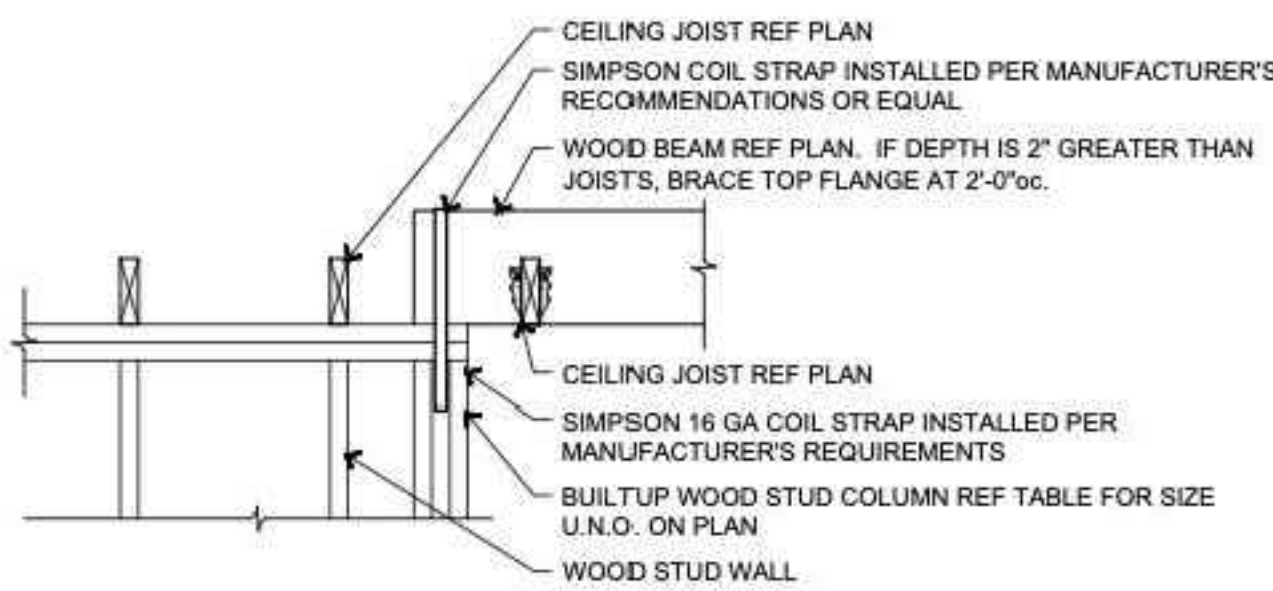 CEILING JOIST REF PLAN
SIMPSON COIL STRAP INSTALLED PER MANUFACTURER'S
RECOMMENDATIONS OR EQUAL
WOOD BEAM REF PLAN. IF DEPTH IS 2" GREATER THAN
JOISTS, BRACE TOP FLANGE AT 2'-0"oc.
CEILING JOIST REF PLAN
SIMPSON 16 GA COIL STRAP INSTALLED PER
MANUFACTURER'S REQUIREMENTS
BUILTUP WOOD STUD COLUMN REF TABLE FOR SIZE
U.N.O. ON PLAN
WOOD STUD WALL